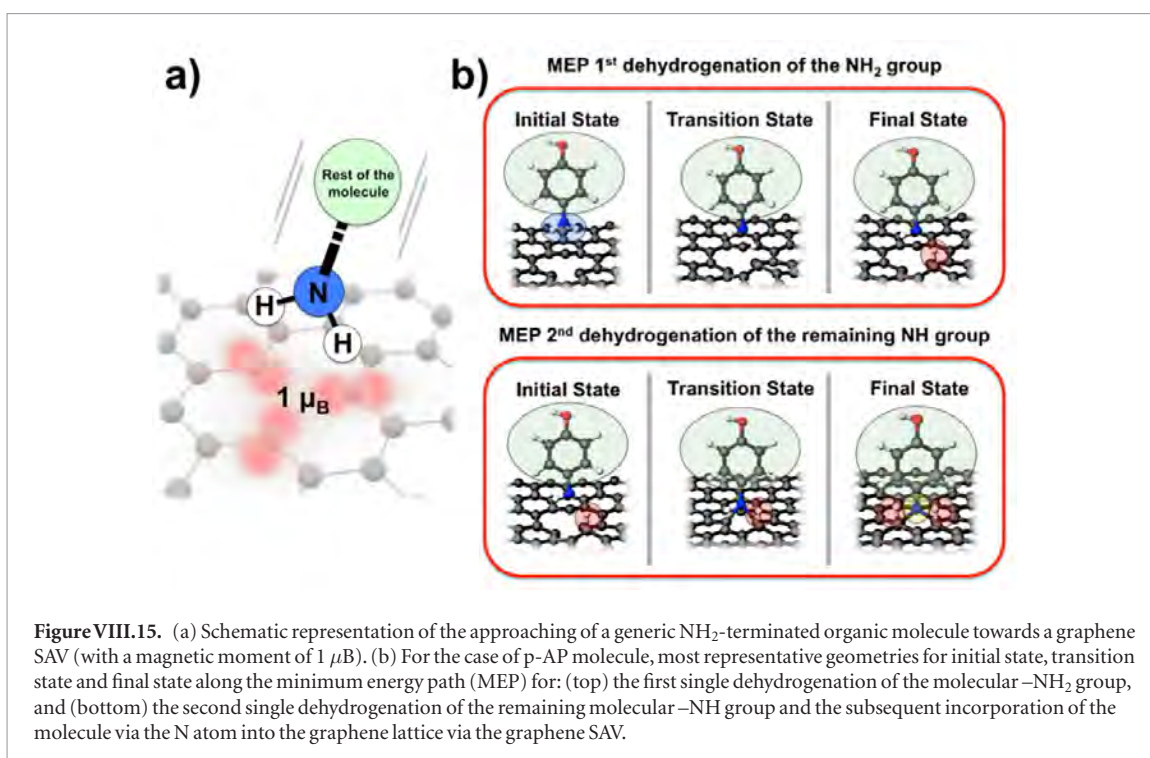 a)
Rest of the
molecule
N
H
H
1 μB
b)
MEP 1st dehydrogenation of the NH2 group
Initial State
Transition State
Final State
MEP 2nd dehydrogenation of the remaining NH group
Initial State
Transition State
Final State
Figure VIII.15. (a) Schematic representation of the approaching of a generic NH2-terminated organic molecule towards a graphene
SAV (with a magnetic moment of 1 μB). (b) For the case of p-AP molecule, most representative geometries for initial state, transition
state and final state along the minimum energy path (MEP) for: (top) the first single dehydrogenation of the molecular –NH2 group,
and (bottom) the second single dehydrogenation of the remaining molecular –NH group and the subsequent incorporation of the
molecule via the N atom into the graphene lattice via the graphene SAV.